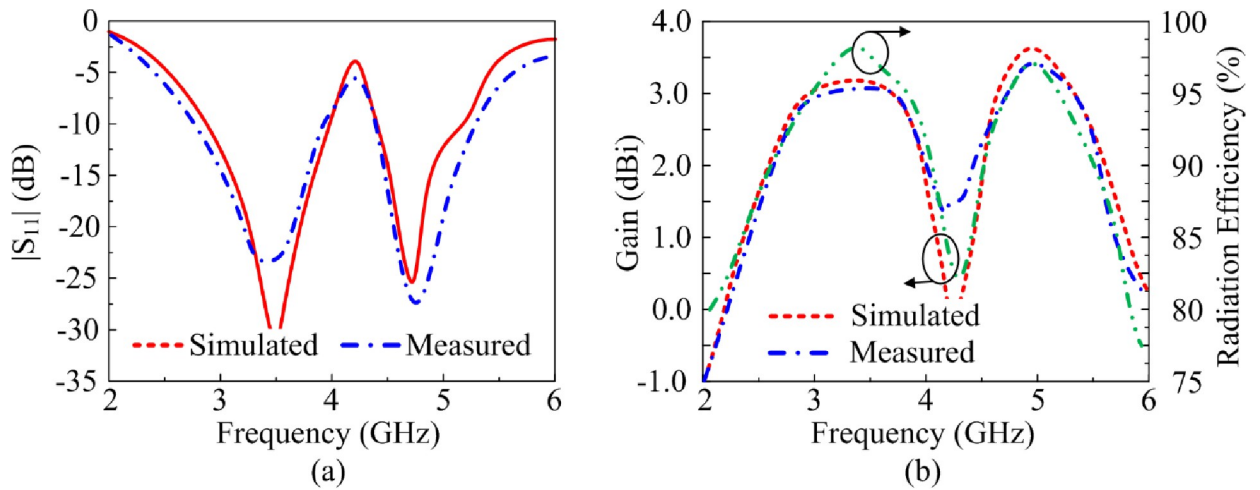 0
-5
-10
-15
-20
-25
-30
-35
|S11| (dB)
Simulated Measured
2 3 4 5 6
Frequency (GHz)
(a)
4.0
3.0
2.0
1.0
0.0
-1.0
Gain (dBi)
Simulated
Measured
100
95
90
85
80
75
Radiation Efficiency (%)
2 3 4 5 6
Frequency (GHz)
(b)